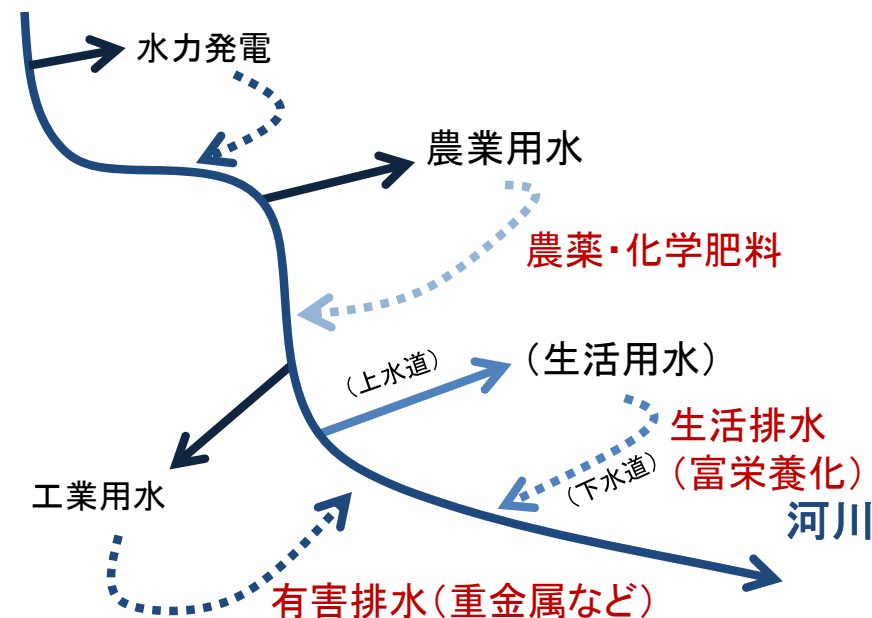 水力発電
農業用水
農薬・化学肥料
（上水道）
（生活用水）
生活排水
（富栄養化）
（下水道）
河川
工業用水
有害排水（重金属など）